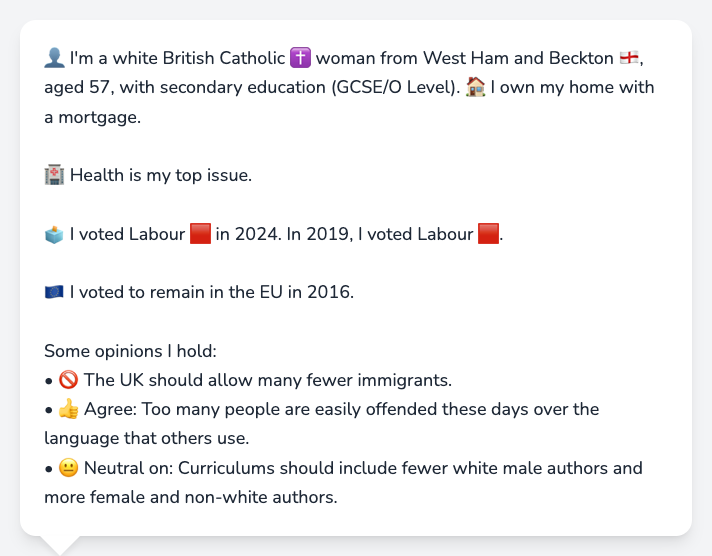 👤 I'm a white British Catholic ✝️ woman from West Ham and Beckton 🏴󠁧󠁢󠁥󠁮󠁧󠁿,
aged 57, with secondary education (GCSE/O Level). 🏠 I own my home with
a mortgage.
🏥 Health is my top issue.
🗳️ I voted Labour 🟥 in 2024. In 2019, I voted Labour 🟥.
🇪🇺 I voted to remain in the EU in 2016.
Some opinions I hold:
• 🚫 The UK should allow many fewer immigrants.
• 👍 Agree: Too many people are easily offended these days over the
language that others use.
• 😐 Neutral on: Curriculums should include fewer white male authors and
more female and non-white authors.